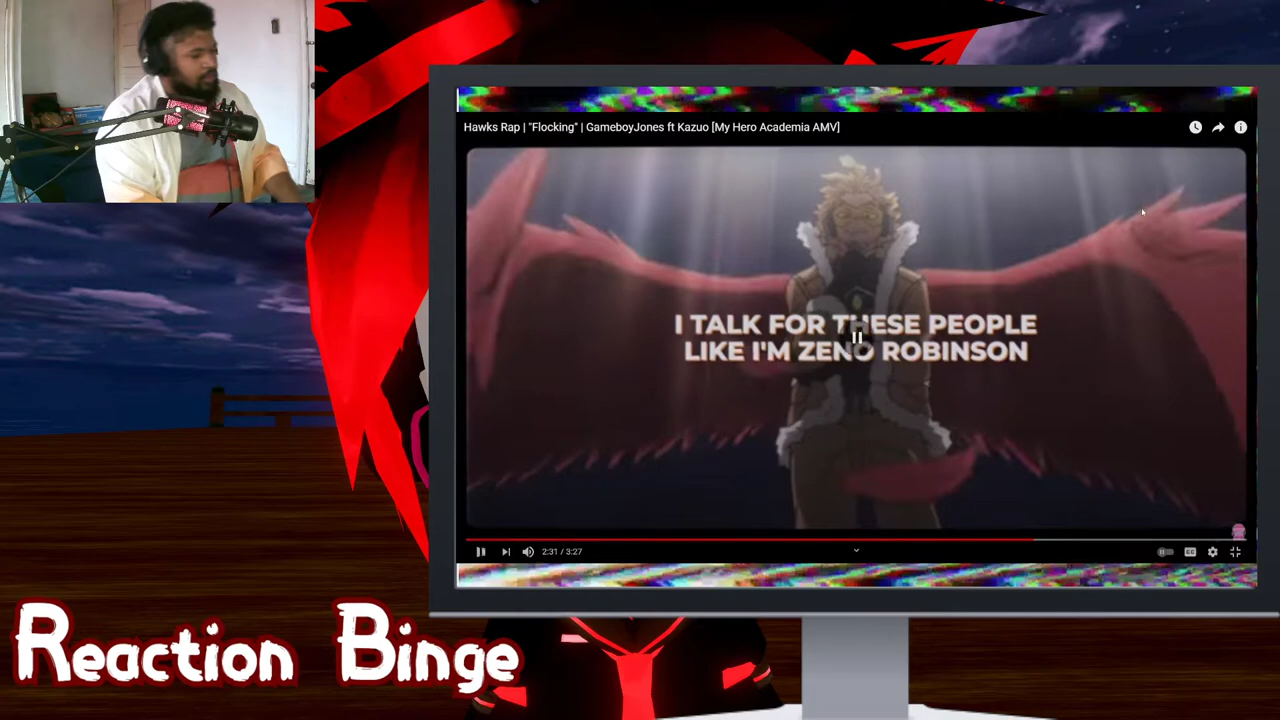 Hawks Rap | "Flocking" | GameboyJones ft Kazuo [My Hero Academia AMV]
I TALK FOR THESE PEOPLE
LIKE I'M ZENO ROBINSON
2:31 / 3:27
CC
Reaction Binge